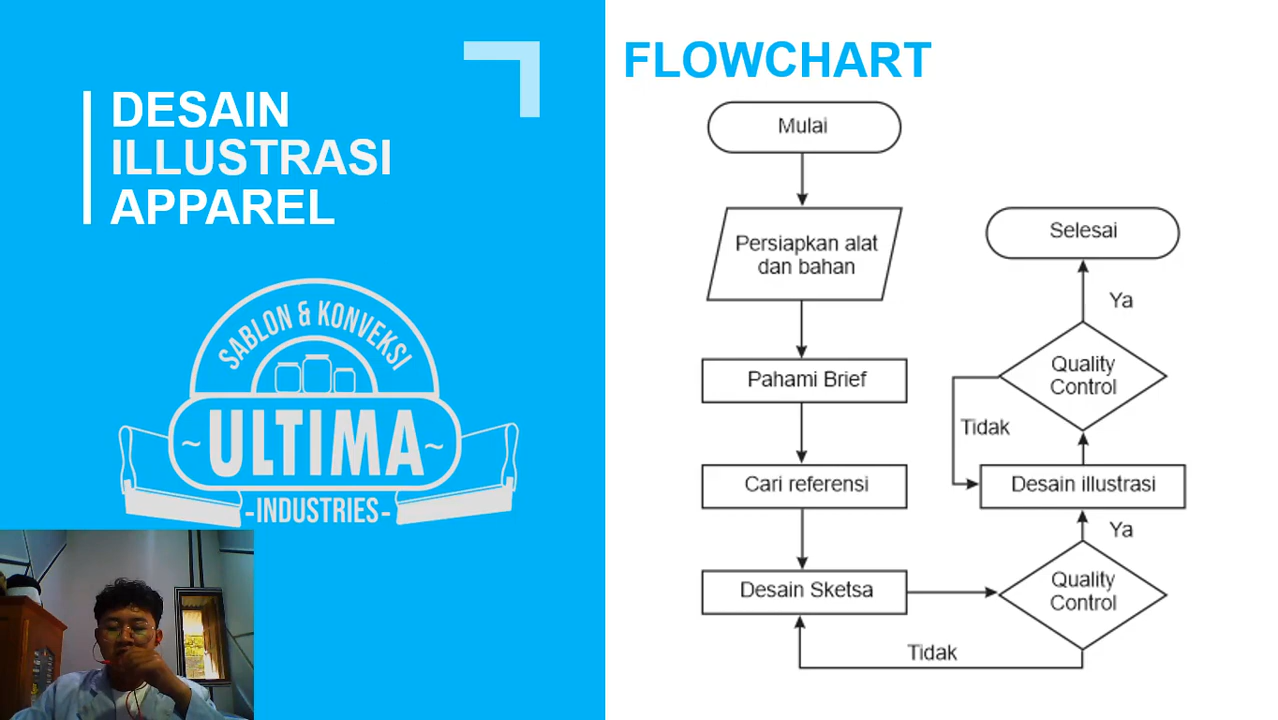 DESAIN
ILLUSTRASI
APPAREL
SABLON & KONVEKSI
~ULTIMA~
-INDUSTRIES-
FLOWCHART
Mulai
Persiapkan alat
dan bahan
Pahami Brief
Cari referensi
Desain Sketsa
Tidak
Quality
Control
Ya
Desain illustrasi
Tidak
Quality
Control
Ya
Selesai